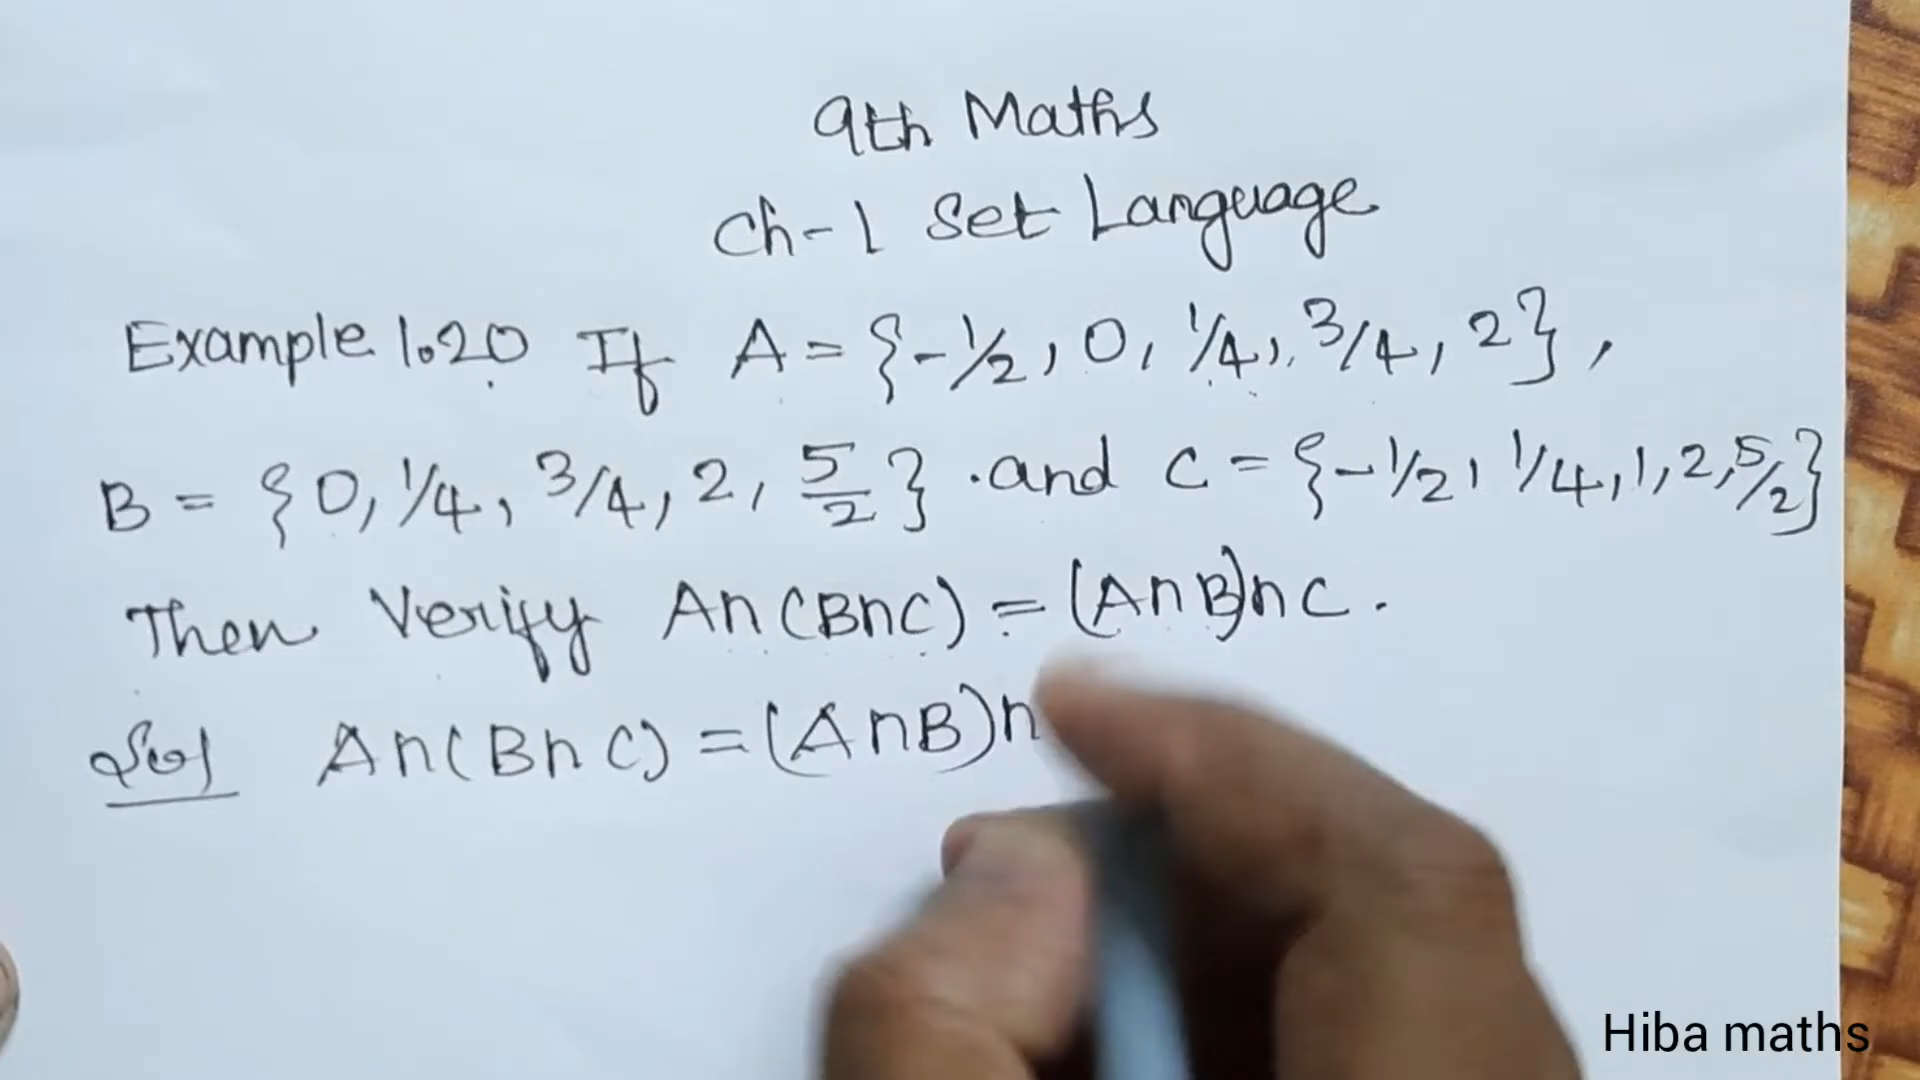 9th Maths
Ch-1 Set Language
Example 1.20 If A = {-1/2, 0, 1/4, 3/4, 2},
B = {0, 1/4, 3/4, 2, 5/2} and C = {-1/2, 1/4, 1, 2, 5/2}
Then Verify A∩(B∩C) = (A∩B)∩C.
Sol A∩(B∩C) = (A∩B)∩
Hiba maths